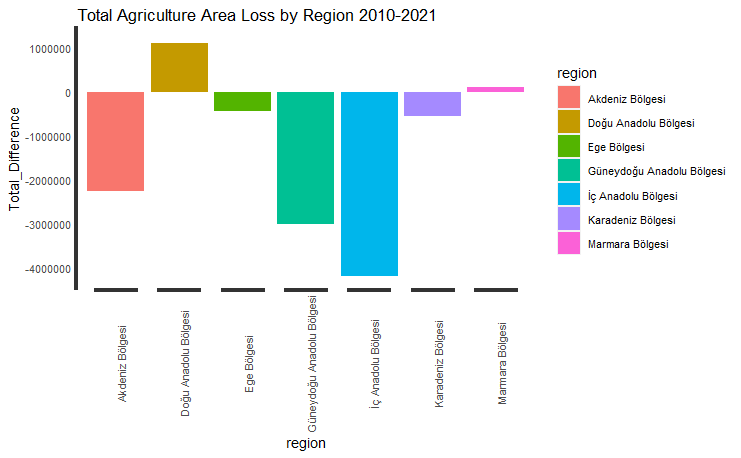 Total Agriculture Area Loss by Region 2010-2021
Total_Difference
1000000
0
-1000000
-2000000
-3000000
-4000000
Akdeniz Bölgesi
Doğu Anadolu Bölgesi
Ege Bölgesi
Güneydoğu Anadolu Bölgesi
İç Anadolu Bölgesi
Karadeniz Bölgesi
Marmara Bölgesi
region
region
Akdeniz Bölgesi
Doğu Anadolu Bölgesi
Ege Bölgesi
Güneydoğu Anadolu Bölgesi
İç Anadolu Bölgesi
Karadeniz Bölgesi
Marmara Bölgesi